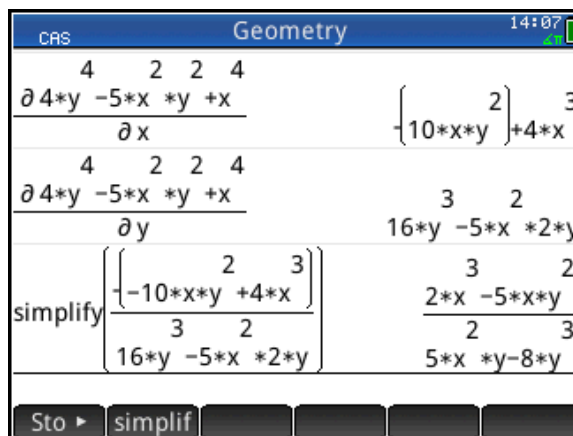 CAS Geometry 14:07
∡π
4 2 2 4
∂ 4*y −5*x *y +x
∂ x
2 3
-(10*x*y )+4*x
4 2 2 4
∂ 4*y −5*x *y +x
∂ y
3 2
16*y −5*x *2*y
2 3
-(−10*x*y +4*x )
simplify
3 2
16*y −5*x *2*y
3 2
2*x −5*x*y
2 3
5*x *y−8*y
Sto ▸ simplif